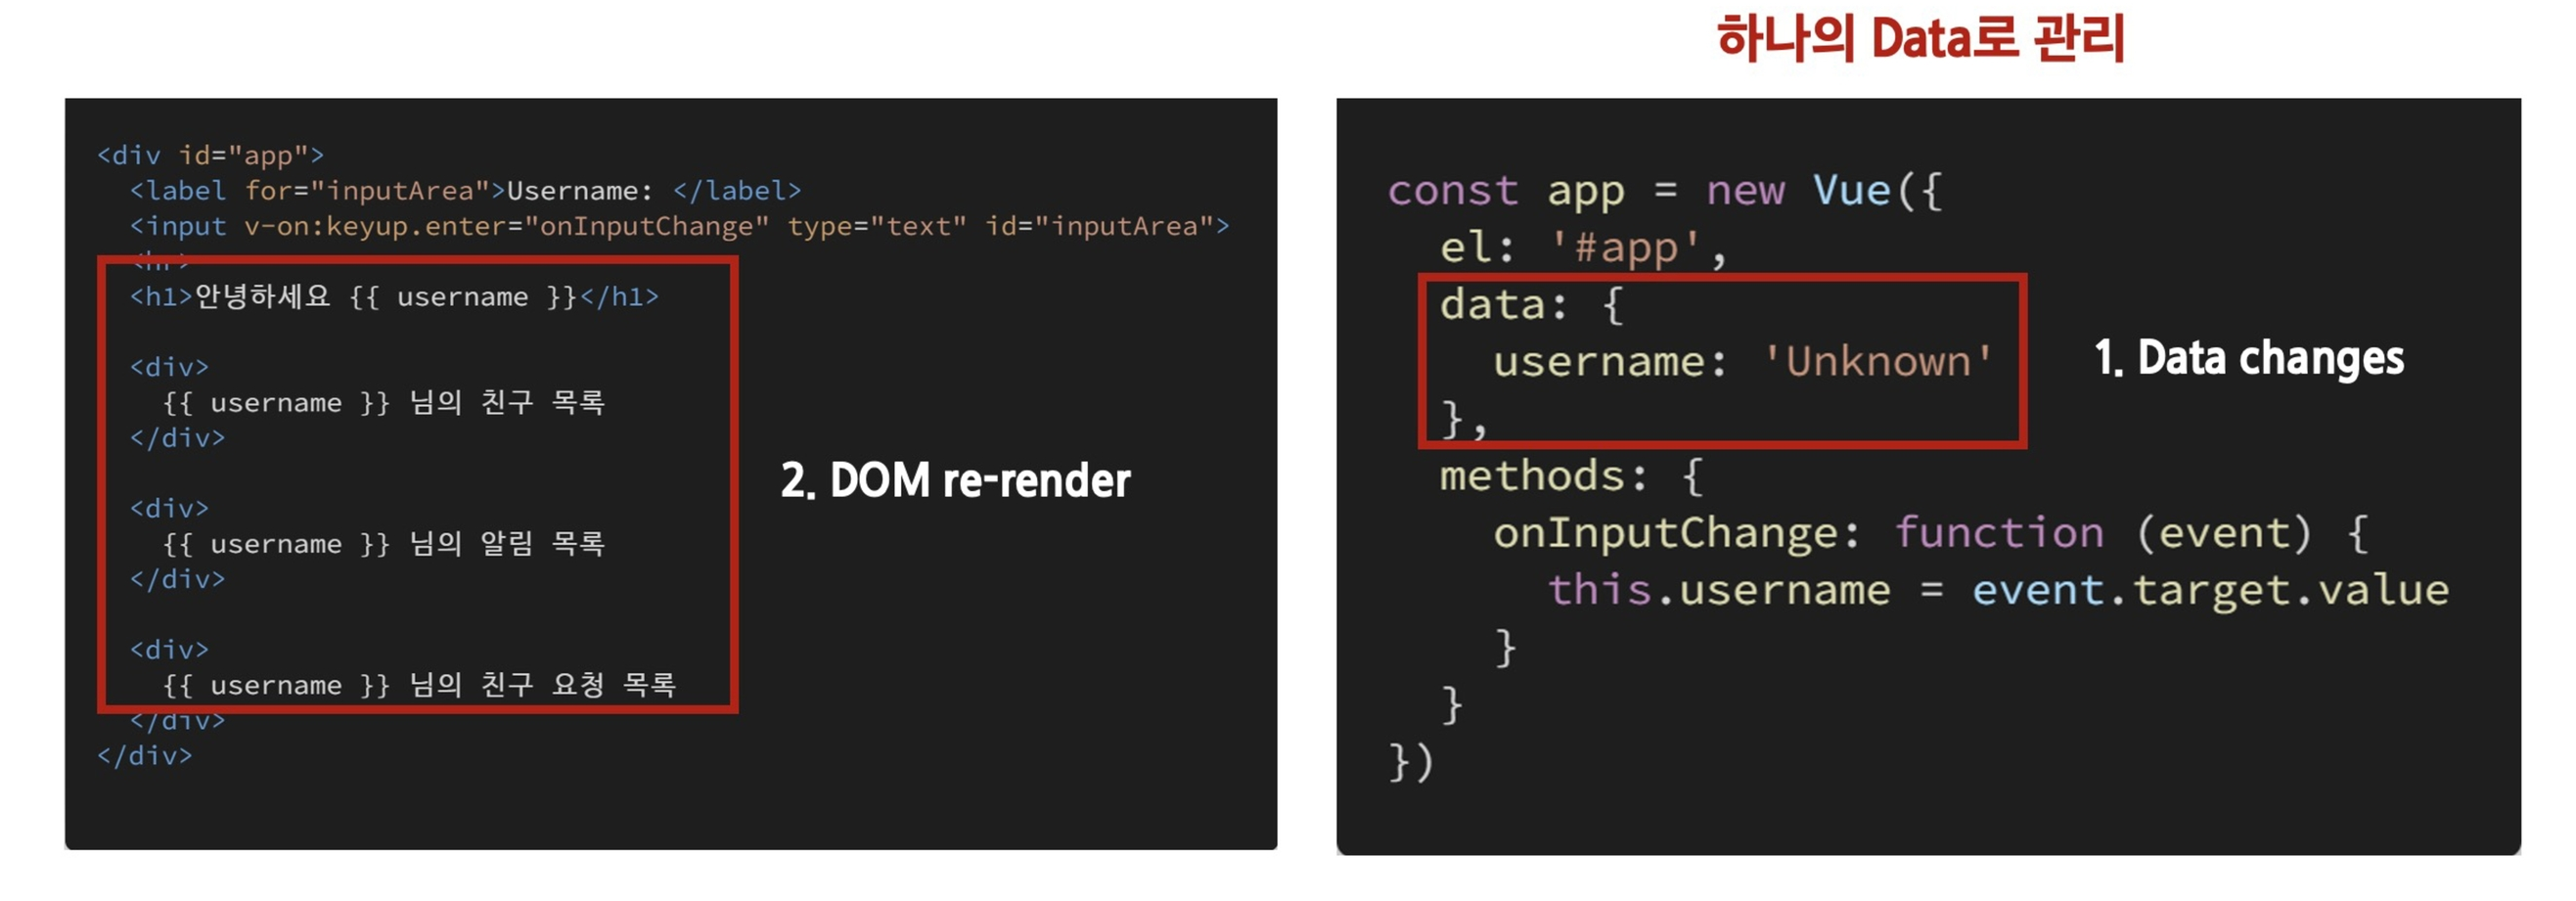 하나의 Data로 관리
<div id="app">
  <label for="inputArea">Username: </label>
  <input v-on:keyup.enter="onInputChange" type="text" id="inputArea">
  <hr>
  <h1>안녕하세요 {{ username }}</h1>
  <div>
    {{ username }} 님의 친구 목록
  </div>
  <div>
    {{ username }} 님의 알림 목록
  </div>
  <div>
    {{ username }} 님의 친구 요청 목록
  </div>
</div>
2. DOM re-render
const app = new Vue({
  el: '#app',
  data: {
    username: 'Unknown'
  },
  methods: {
    onInputChange: function (event) {
      this.username = event.target.value
    }
  }
})
1. Data changes